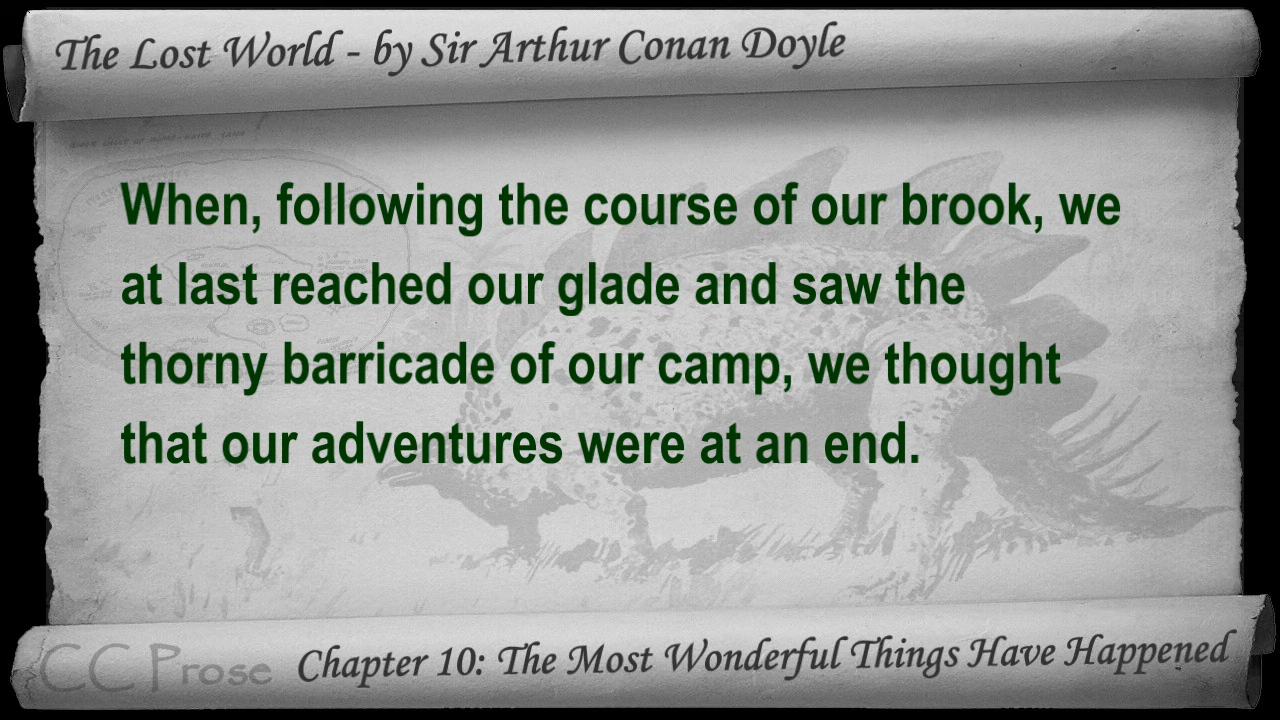 The Lost World - by Sir Arthur Conan Doyle
When, following the course of our brook, we
at last reached our glade and saw the
thorny barricade of our camp, we thought
that our adventures were at an end.
CC Prose
Chapter 10: The Most Wonderful Things Have Happened